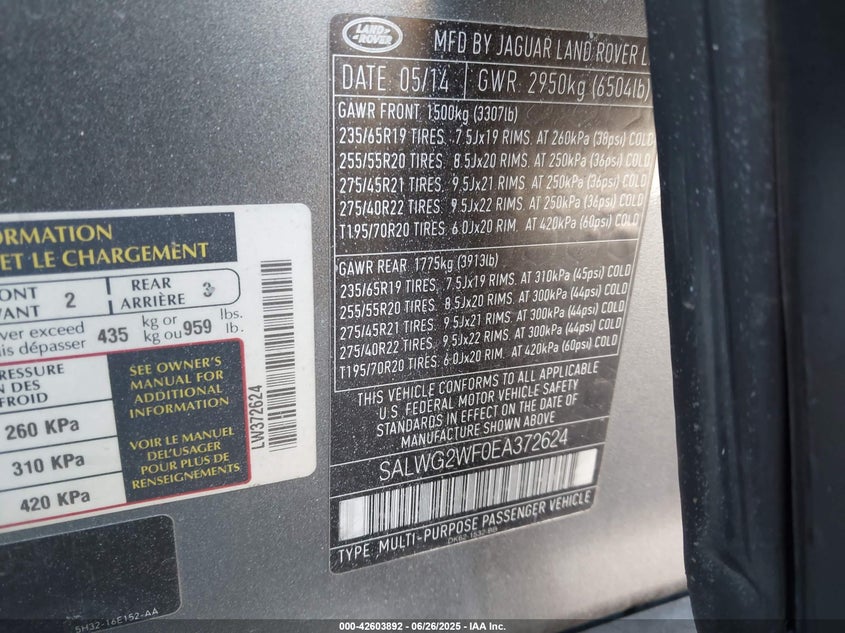 LAND ROVER
MFD BY JAGUAR LAND ROVER L
DATE: 05/14 GWR: 2950kg (6504lb)
GAWR FRONT 1500kg (3307lb)
235/65R19 TIRES. 7.5Jx19 RIMS. AT 260kPa (38psi) COLD
255/55R20 TIRES. 8.5Jx20 RIMS. AT 250kPa (36psi) COLD
275/45R21 TIRES. 9.5Jx21 RIMS. AT 250kPa (36psi) COLD
275/40R22 TIRES. 9.5Jx22 RIMS. AT 250kPa (36psi) COLD
T195/70R20 TIRES. 6.0Jx20 RIM. AT 420kPa (60psi) COLD
GAWR REAR 1775kg (3913lb)
235/65R19 TIRES. 7.5Jx19 RIMS. AT 310kPa (45psi) COLD
255/55R20 TIRES. 8.5Jx20 RIMS. AT 300kPa (44psi) COLD
275/45R21 TIRES. 9.5Jx21 RIMS. AT 300kPa (44psi) COLD
275/40R22 TIRES. 9.5Jx22 RIMS. AT 300kPa (44psi) COLD
T195/70R20 TIRES. 6.0Jx20 RIM. AT 420kPa (60psi) COLD
THIS VEHICLE CONFORMS TO ALL APPLICABLE
U.S. FEDERAL MOTOR VEHICLE SAFETY
STANDARDS IN EFFECT ON THE DATE OF
MANUFACTURE SHOWN ABOVE
SALWG2WF0EA372624
TYPE: MULTI-PURPOSE PASSENGER VEHICLE
DK62-1532-BB
ORMATION
ET LE CHARGEMENT
RONT 2 REAR 3
VANT ARRIÈRE
ver exceed 435 kg or 959 lbs.
is dépasser kg ou lb.
PRESSURE
N DES
FROID
260 KPa
310 KPa
420 KPa
SEE OWNER'S
MANUAL FOR
ADDITIONAL
INFORMATION
VOIR LE MANUEL
DEL'USAGER
POUR PLUS DE
RENSEIGNEMENTS
LW372624
5H32-16E152-AA
000-42603892 - 06/26/2025 - IAA Inc.